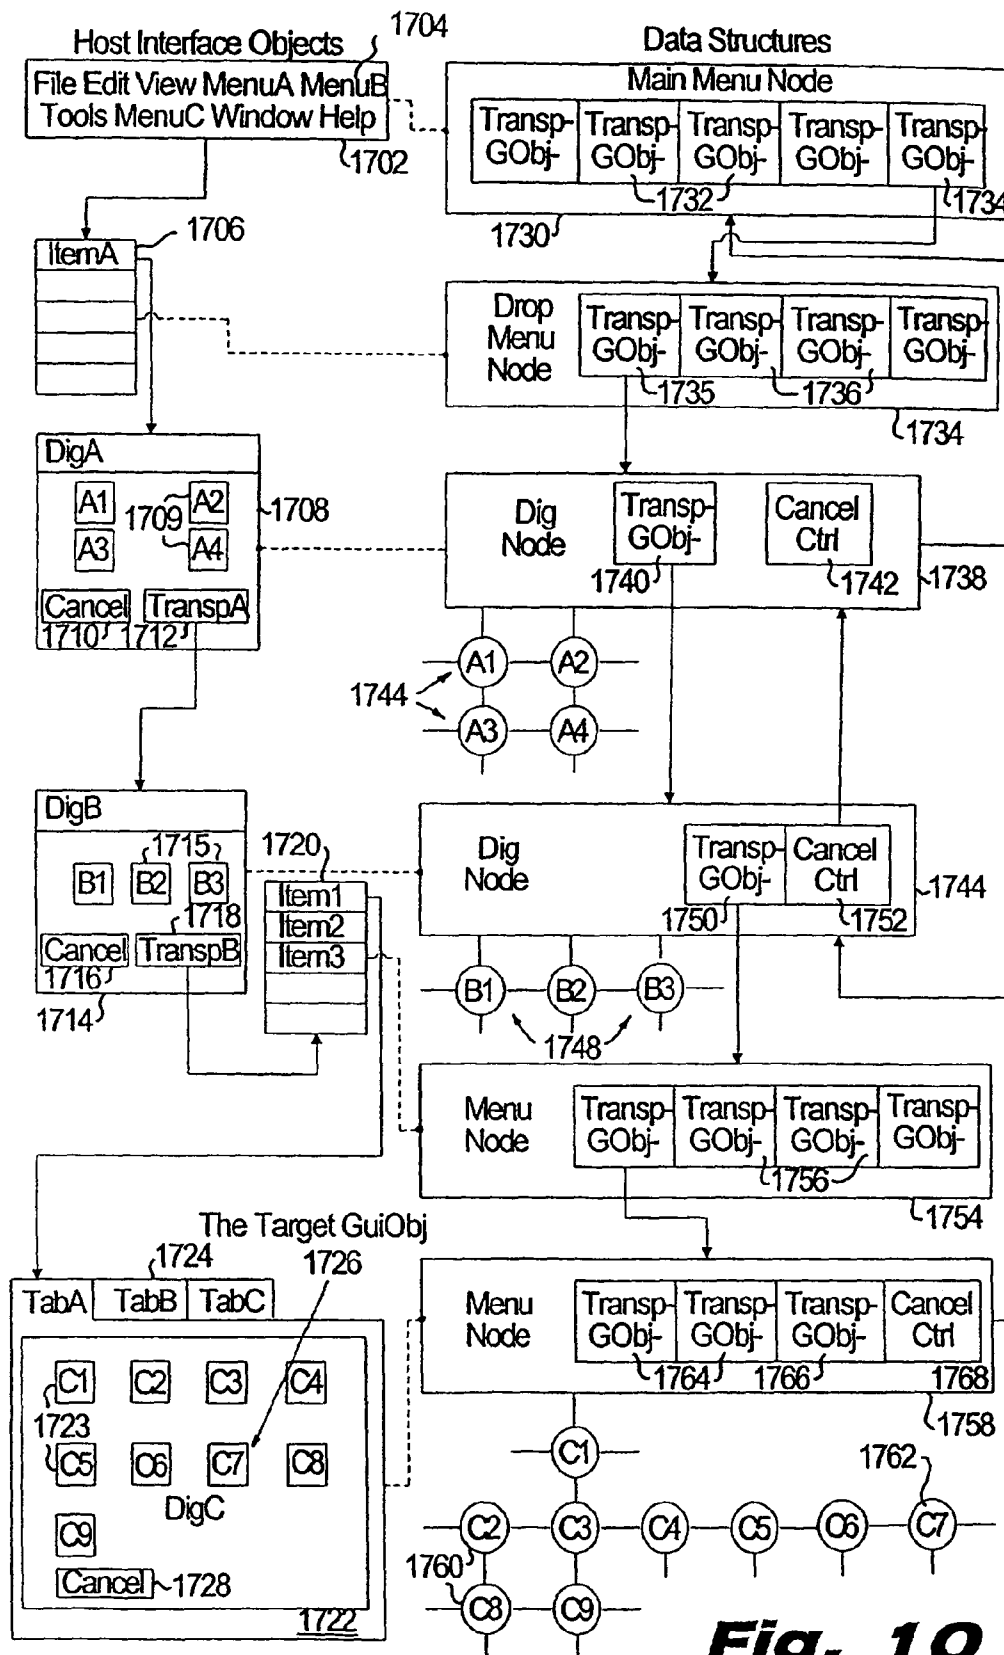 Host Interface Objects
1704
Data Structures
File Edit View MenuA MenuB
Tools MenuC Window Help
1702
Main Menu Node
Transp-
GObj-
Transp-
GObj-
Transp-
GObj-
Transp-
GObj-
Transp-
GObj-
1732
1734
1730
1706
ItemA
Drop
Menu
Node
Transp-
GObj-
Transp-
GObj-
Transp-
GObj-
Transp-
GObj-
1735
1736
1734
DigA
A1
A2
1709
A3
A4
1708
Cancel
TranspA
1710
1712
Dig
Node
Transp-
GObj-
Cancel
Ctrl
1740
1742
1738
A1
A2
1744
A3
A4
DigB
1715
B1
B2
B3
1718
Cancel
TranspB
1716
1714
1720
Item1
Item2
Item3
Dig
Node
Transp-
GObj-
Cancel
Ctrl
1750
1752
1744
B1
B2
B3
1748
Menu
Node
Transp-
GObj-
Transp-
GObj-
Transp-
GObj-
Transp-
GObj-
1756
1754
The Target GuiObj
1724
1726
TabA
TabB
TabC
C1
C2
C3
C4
1723
C5
C6
C7
C8
DigC
C9
Cancel
1728
1722
Menu
Node
Transp-
GObj-
Transp-
GObj-
Transp-
GObj-
Cancel
Ctrl
1764
1766
1768
1758
C1
1762
C2
C3
C4
C5
C6
C7
1760
C8
C9
Fig. 10